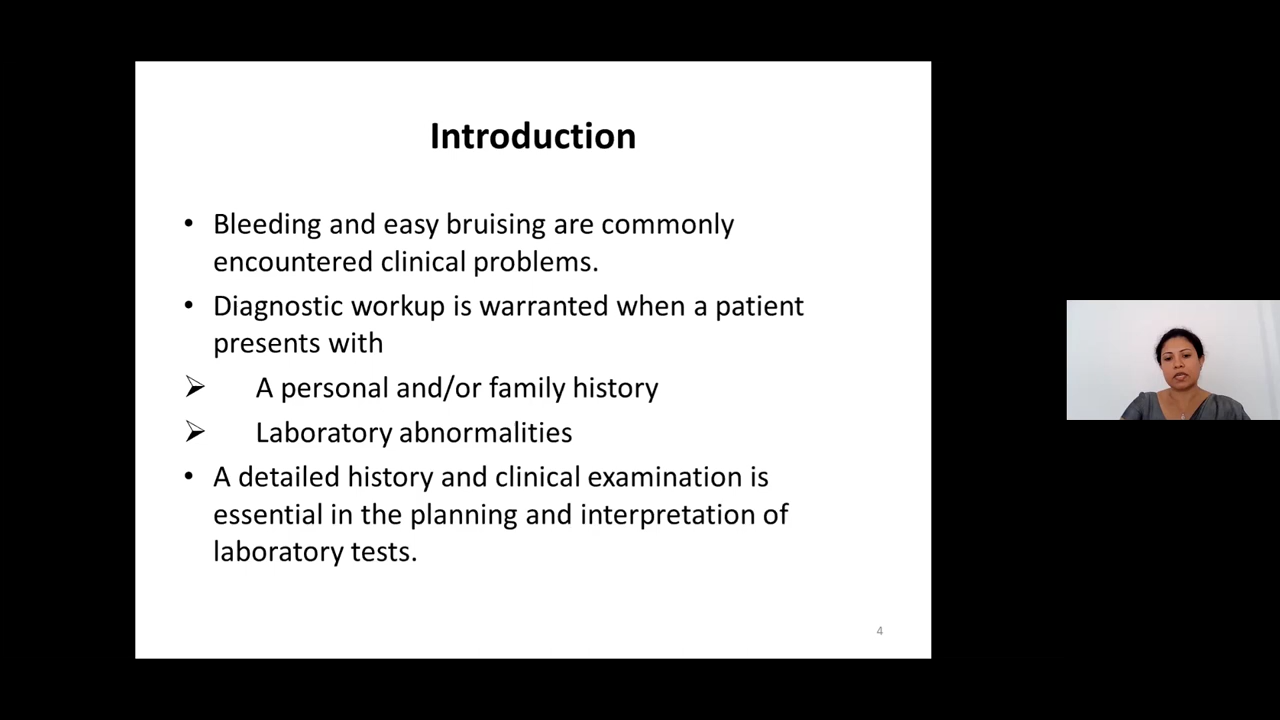 Introduction
• Bleeding and easy bruising are commonly
encountered clinical problems.
• Diagnostic workup is warranted when a patient
presents with
➢ A personal and/or family history
➢ Laboratory abnormalities
• A detailed history and clinical examination is
essential in the planning and interpretation of
laboratory tests.
4